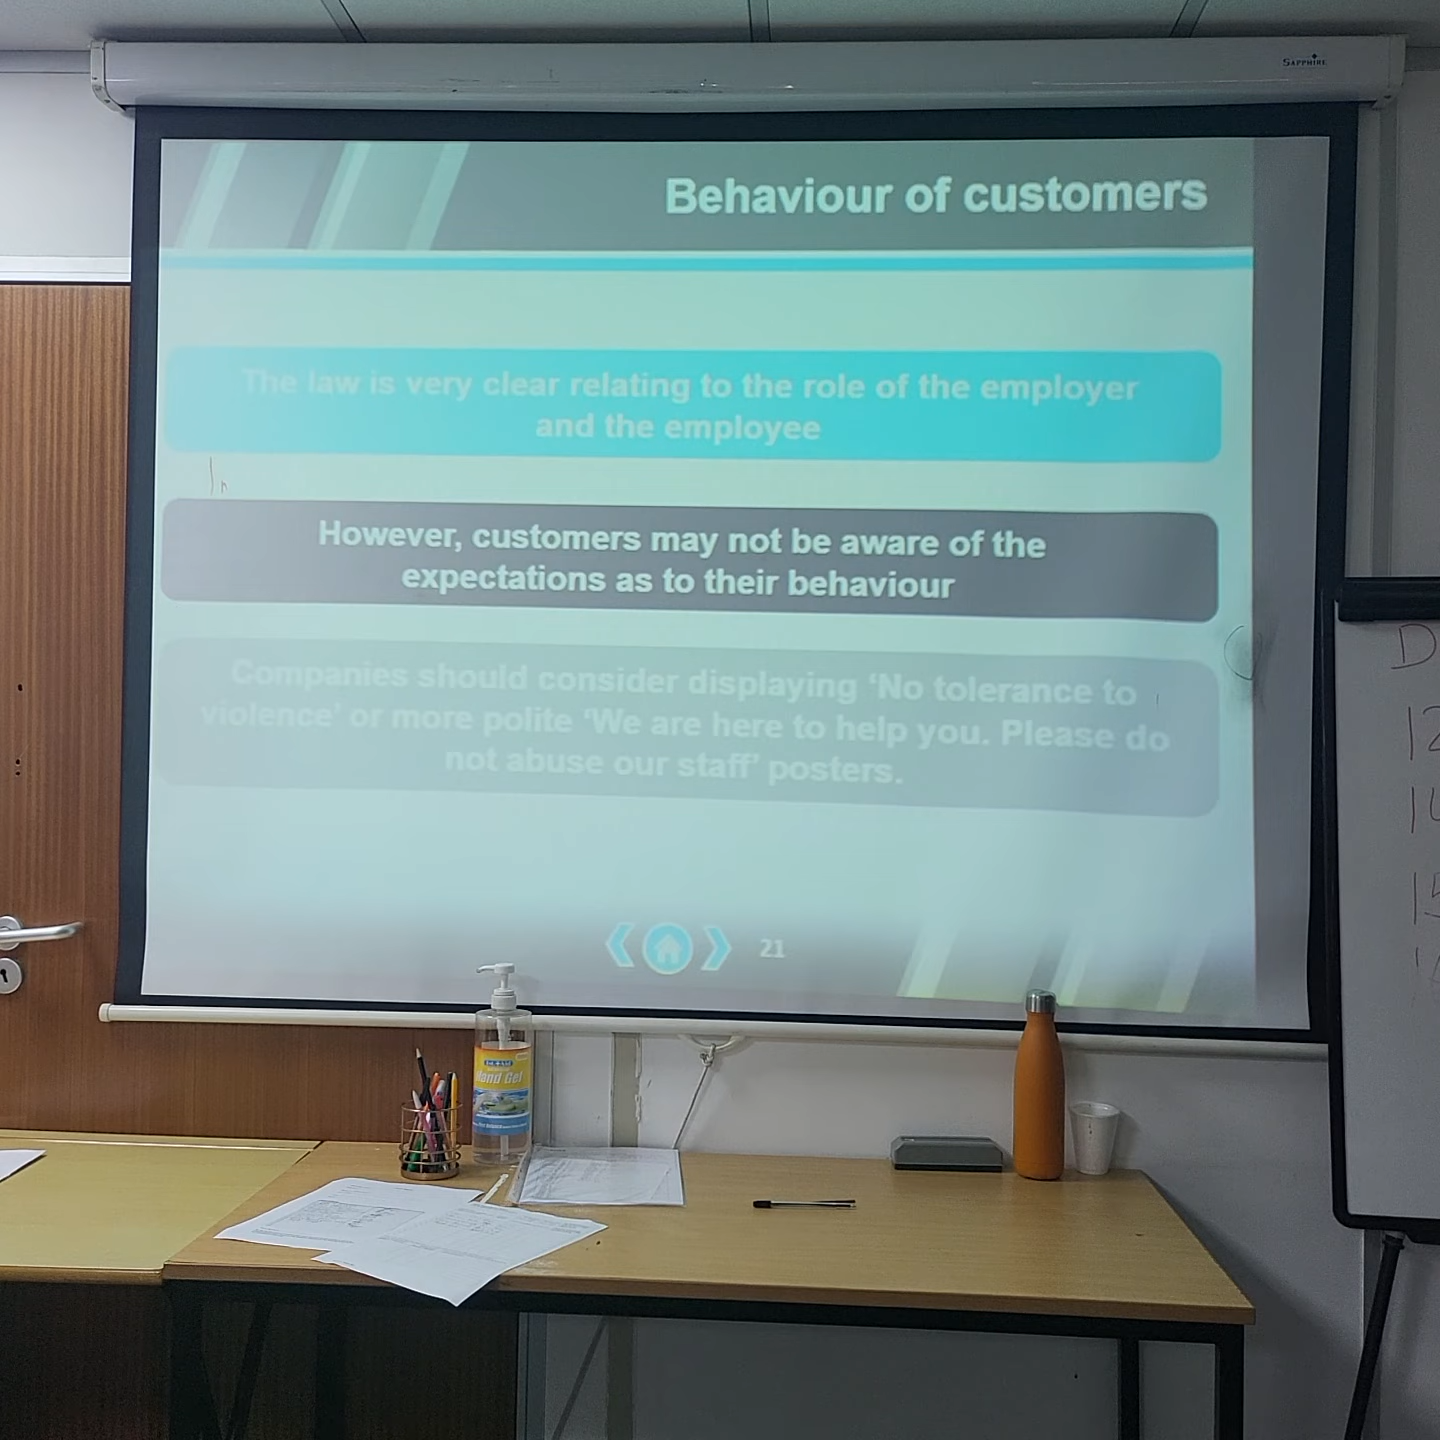 SAPPHIRE
Behaviour of customers
The law is very clear relating to the role of the employer
and the employee
However, customers may not be aware of the
expectations as to their behaviour
Companies should consider displaying ‘No tolerance to
violence’ or more polite ‘We are here to help you. Please do
not abuse our staff’ posters.
21
D
12
Hand Gel